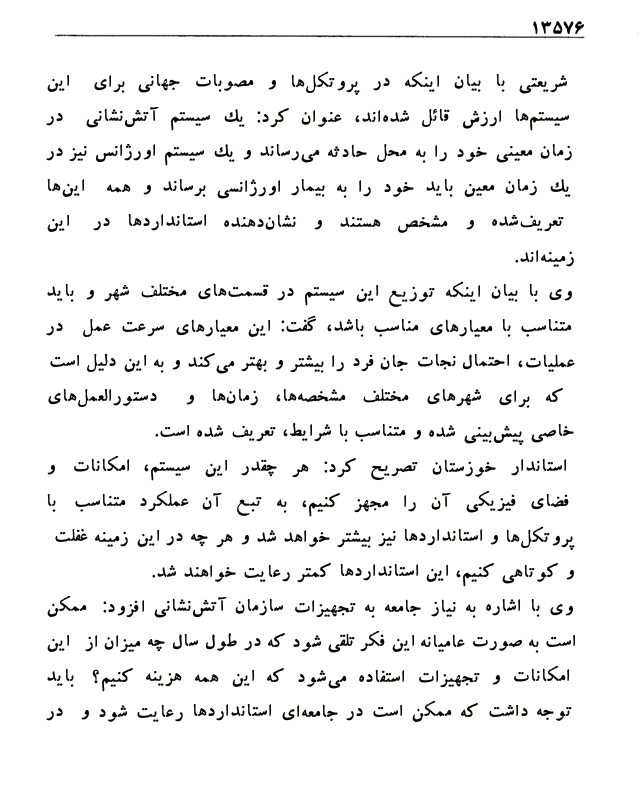 ۱۳۵۷۶
شریعتی با بیان اینکه در پروتکل‌ها و مصوبات جهانی برای این
سیستم‌ها ارزش قائل شده‌اند، عنوان کرد: یك سیستم آتش‌نشانی در
زمان معینی خود را به محل حادثه می‌رساند و یك سیستم اورژانس نیز در
یك زمان معین باید خود را به بیمار اورژانسی برساند و همه این‌ها
تعریف‌شده و مشخص هستند و نشان‌دهنده استانداردها در این
زمینه‌اند.
وی با بیان اینکه توزیع این سیستم در قسمت‌های مختلف شهر و باید
متناسب با معیارهای مناسب باشد، گفت: این معیارهای سرعت عمل در
عملیات، احتمال نجات جان فرد را بیشتر و بهتر می‌کند و به این دلیل است
که برای شهرهای مختلف مشخصه‌ها، زمان‌ها و دستورالعمل‌های
خاصی پیش‌بینی شده و متناسب با شرایط، تعریف شده است.
استاندار خوزستان تصریح کرد: هر چقدر این سیستم، امکانات و
فضای فیزیکی آن را مجهز کنیم، به تبع آن عملکرد متناسب با
پروتکل‌ها و استانداردها نیز بیشتر خواهد شد و هر چه در این زمینه غفلت
و کوتاهی کنیم، این استانداردها کمتر رعایت خواهند شد.
وی با اشاره به نیاز جامعه به تجهیزات سازمان آتش‌نشانی افزود: ممکن
است به صورت عامیانه این فکر تلقی شود که در طول سال چه میزان از این
امکانات و تجهیزات استفاده می‌شود که این همه هزینه کنیم؟ باید
توجه داشت که ممکن است در جامعه‌ای استانداردها رعایت شود و در